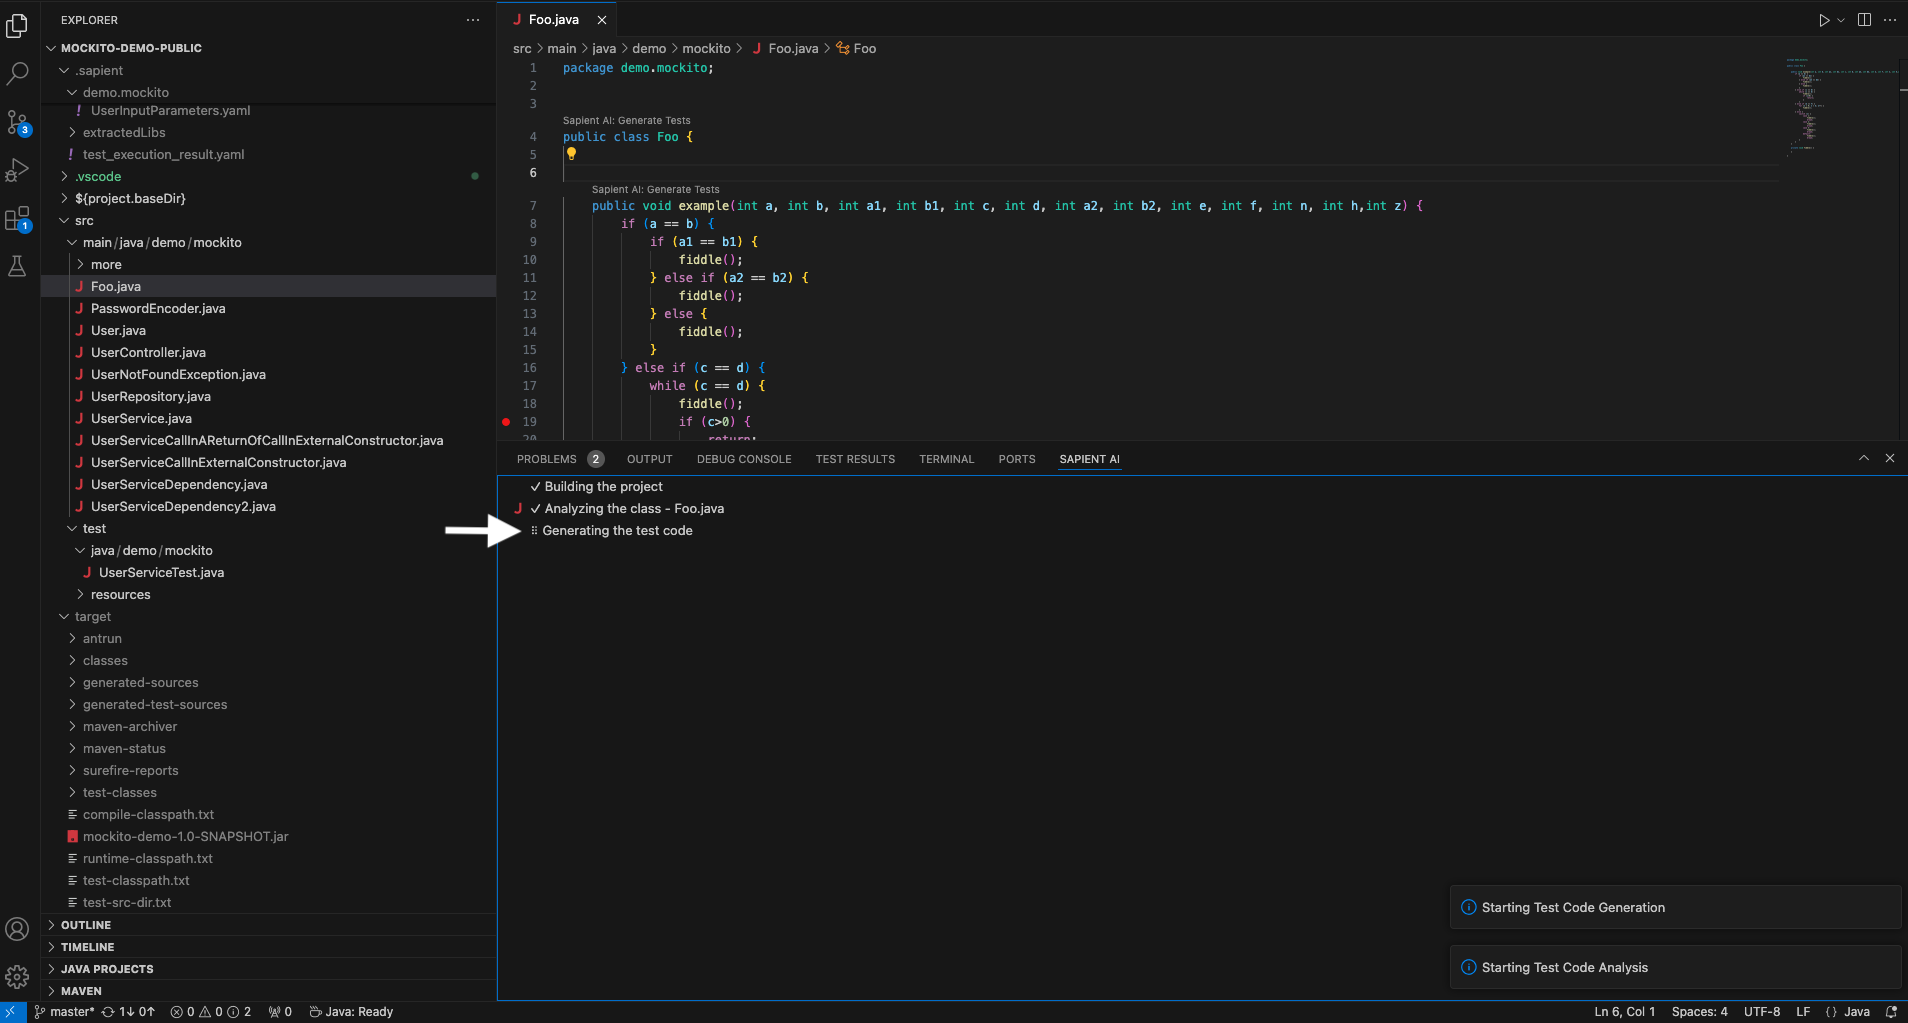 EXPLORER
MOCKITO-DEMO-PUBLIC
.sapient
demo.mockito
! UserInputParameters.yaml
extractedLibs
! test_execution_result.yaml
.vscode
${project.baseDir}
src
main/java/demo/mockito
more
J Foo.java
J PasswordEncoder.java
J User.java
J UserController.java
J UserNotFoundException.java
J UserRepository.java
J UserService.java
J UserServiceCallInAReturnOfCallInExternalConstructor.java
J UserServiceCallInExternalConstructor.java
J UserServiceDependency.java
J UserServiceDependency2.java
test
java/demo/mockito
J UserServiceTest.java
resources
target
antrun
classes
generated-sources
generated-test-sources
maven-archiver
maven-status
surefire-reports
test-classes
compile-classpath.txt
mockito-demo-1.0-SNAPSHOT.jar
runtime-classpath.txt
test-classpath.txt
test-src-dir.txt
OUTLINE
TIMELINE
JAVA PROJECTS
MAVEN
3
1
J Foo.java
src > main > java > demo > mockito > J Foo.java > Foo
1 package demo.mockito;
2
3
Sapient AI: Generate Tests
4 public class Foo {
5
6
Sapient AI: Generate Tests
7 public void example(int a, int b, int a1, int b1, int c, int d, int a2, int b2, int e, int f, int n, int h,int z) {
8 if (a == b) {
9 if (a1 == b1) {
10 fiddle();
11 } else if (a2 == b2) {
12 fiddle();
13 } else {
14 fiddle();
15 }
16 } else if (c == d) {
17 while (c == d) {
18 fiddle();
19 if (c>0) {
20 return;
PROBLEMS 2 OUTPUT DEBUG CONSOLE TEST RESULTS TERMINAL PORTS SAPIENT AI
✓ Building the project
J ✓ Analyzing the class - Foo.java
⠿ Generating the test code
Starting Test Code Generation
Starting Test Code Analysis
master* 1↓ 0↑ 0 0 2 0 Java: Ready
Ln 6, Col 1 Spaces: 4 UTF-8 LF {} Java